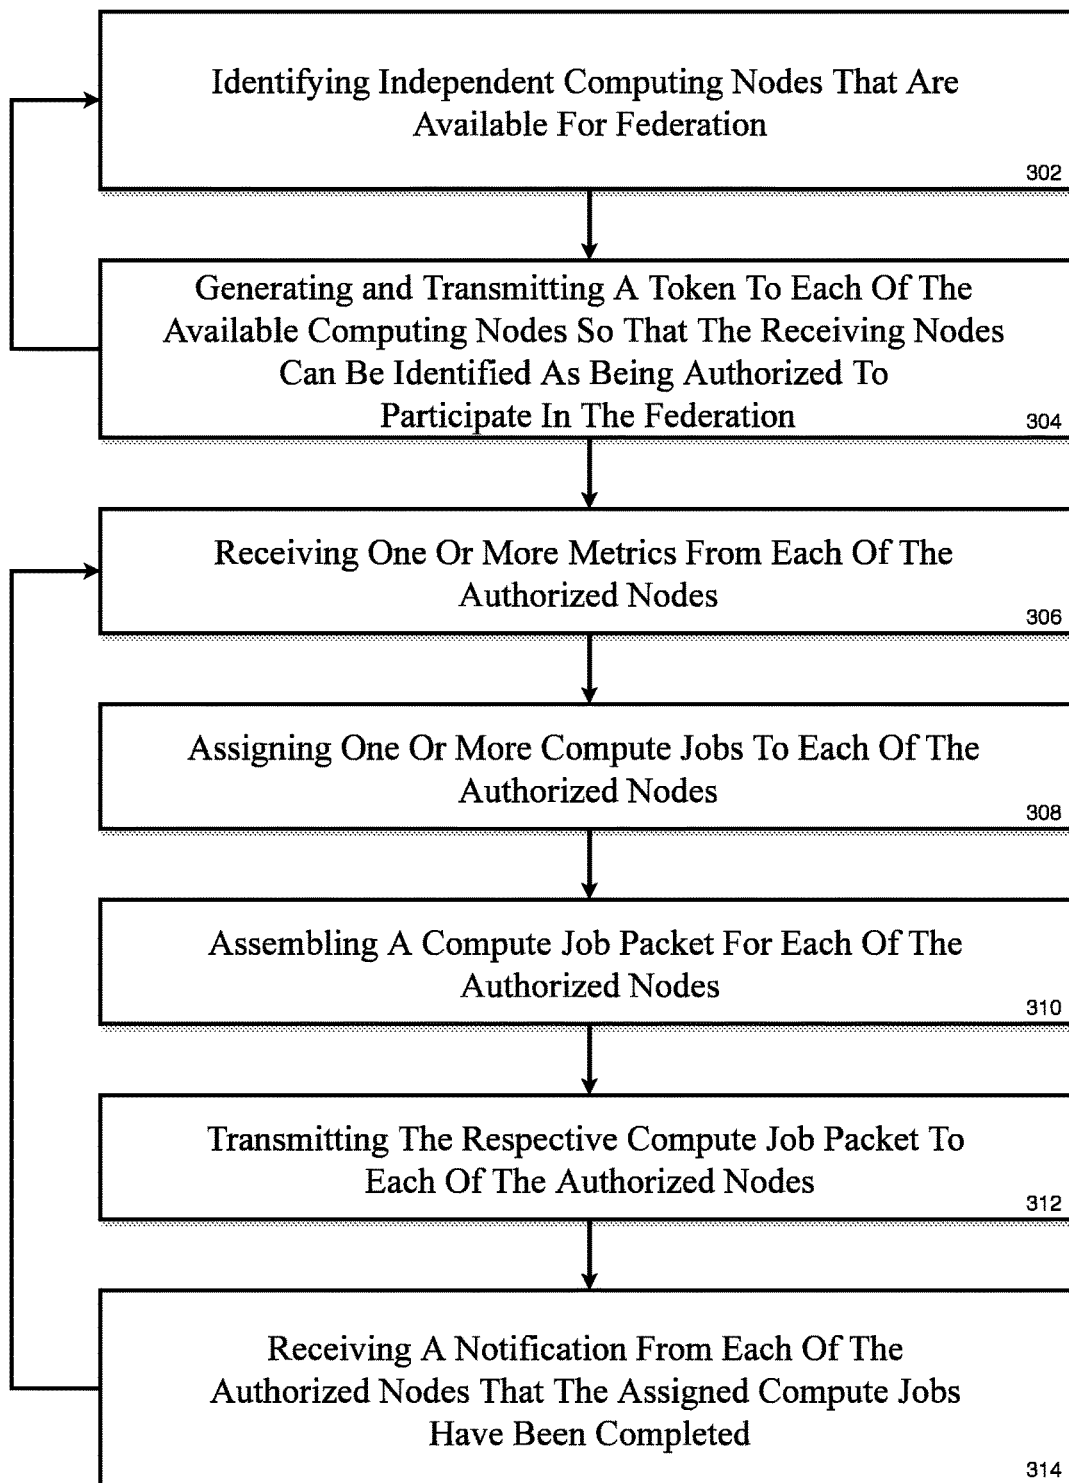 Identifying Independent Computing Nodes That Are
Available For Federation
302
Generating and Transmitting A Token To Each Of The
Available Computing Nodes So That The Receiving Nodes
Can Be Identified As Being Authorized To
Participate In The Federation
304
Receiving One Or More Metrics From Each Of The
Authorized Nodes
306
Assigning One Or More Compute Jobs To Each Of The
Authorized Nodes
308
Assembling A Compute Job Packet For Each Of The
Authorized Nodes
310
Transmitting The Respective Compute Job Packet To
Each Of The Authorized Nodes
312
Receiving A Notification From Each Of The
Authorized Nodes That The Assigned Compute Jobs
Have Been Completed
314